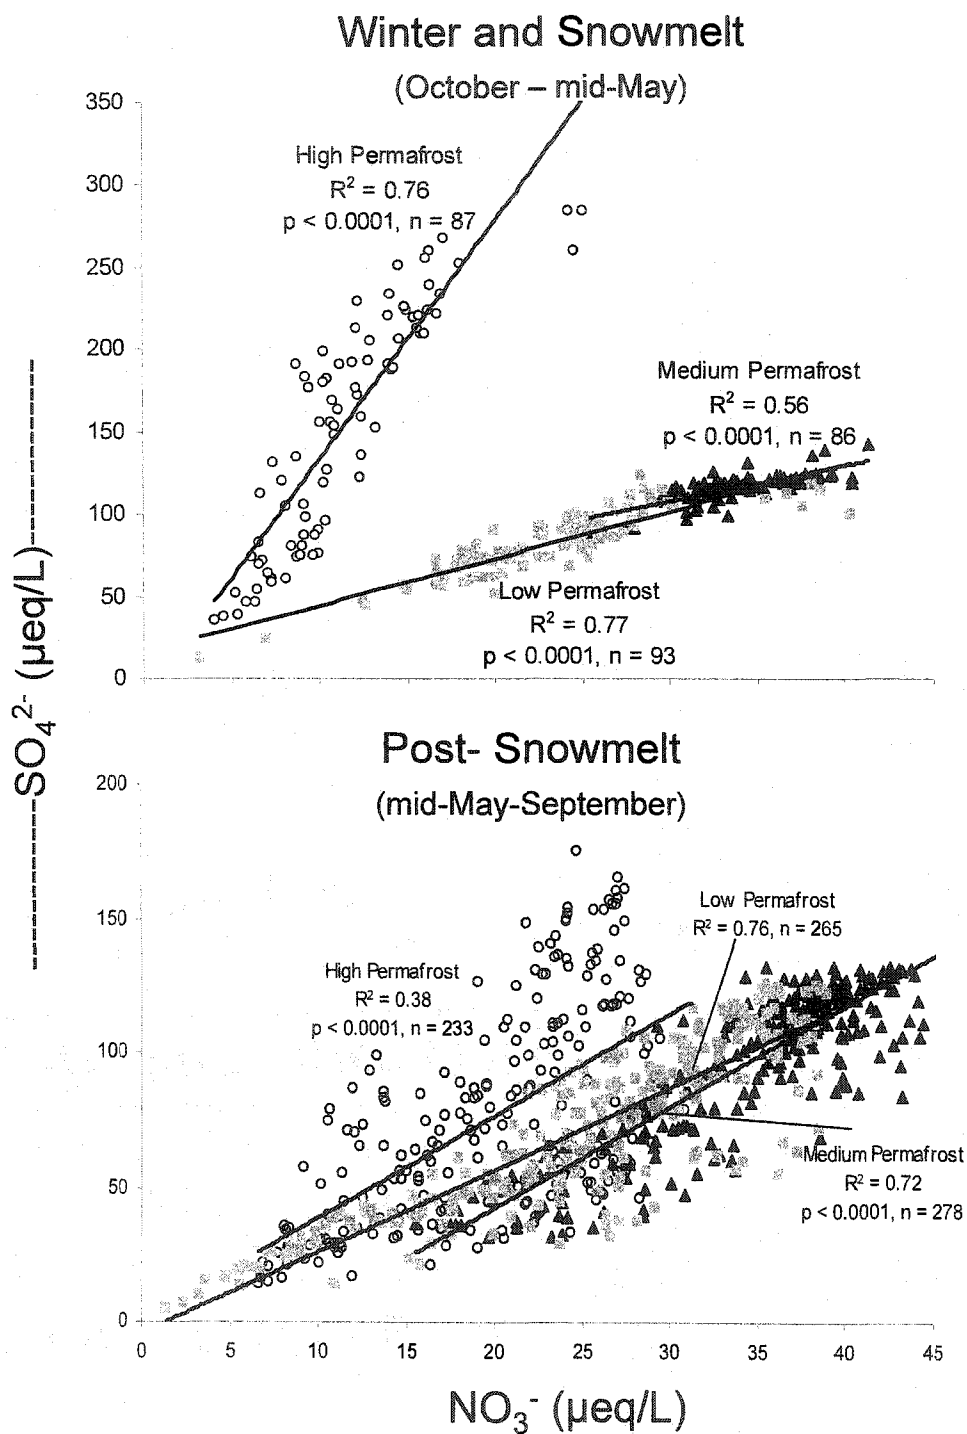 Winter and Snowmelt
(October – mid-May)
350
300
250
200
150
100
50
0
High Permafrost
R² = 0.76
p < 0.0001, n = 87
Medium Permafrost
R² = 0.56
p < 0.0001, n = 86
Low Permafrost
R² = 0.77
p < 0.0001, n = 93
----------SO₄²⁻ (µeq/L)----------
Post- Snowmelt
(mid-May-September)
200
150
100
50
0
High Permafrost
R² = 0.38
p < 0.0001, n = 233
Low Permafrost
R² = 0.76, n = 265
Medium Permafrost
R² = 0.72
p < 0.0001, n = 278
0 5 10 15 20 25 30 35 40 45
NO₃⁻ (µeq/L)